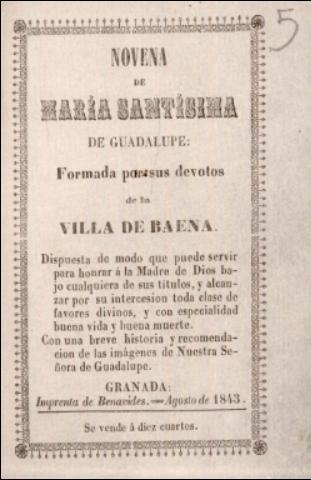 5
NOVENA
DE
MARÍA SANTÍSIMA
DE GUADALUPE:
Formada por sus devotos
de la
VILLA DE BAENA.
Dispuesta de modo que puede servir
para honrar á la Madre de Dios ba-
jo cualquiera de sus títulos, y alcan-
zar por su intercesion toda clase de
favores divinos, y con especialidad
buena vida y buena muerte.
Con una breve historia y recomenda-
cion de las imágenes de Nuestra Se-
ñora de Guadalupe.
GRANADA:
Imprenta de Benavides.—Agosto de 1843.
Se vende á diez cuartos.